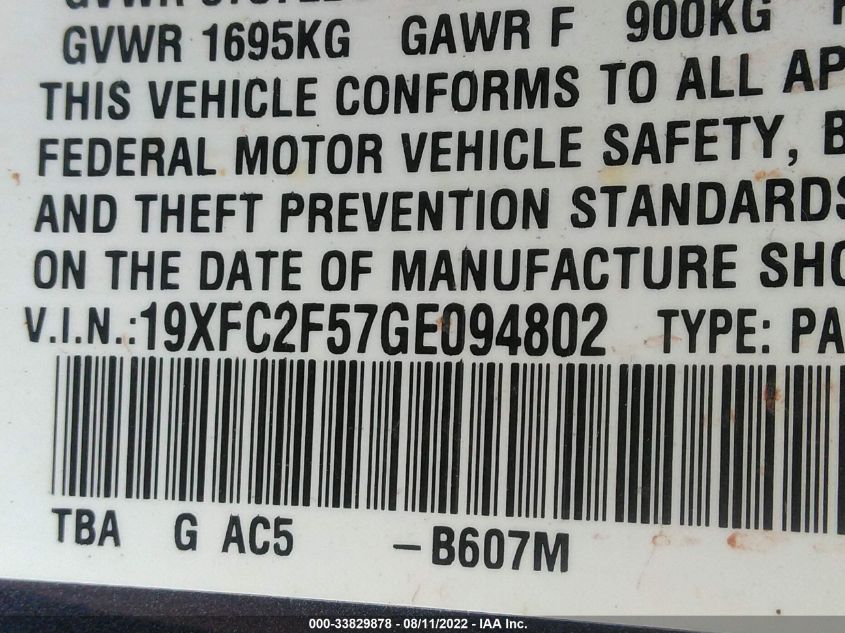 GVWR 1695KG GAWR F 900KG
THIS VEHICLE CONFORMS TO ALL AP
FEDERAL MOTOR VEHICLE SAFETY, B
AND THEFT PREVENTION STANDARDS
ON THE DATE OF MANUFACTURE SHO
V.I.N.:19XFC2F57GE094802 TYPE: PA
TBA G AC5 –B607M
000-33829878 - 08/11/2022 - IAA Inc.